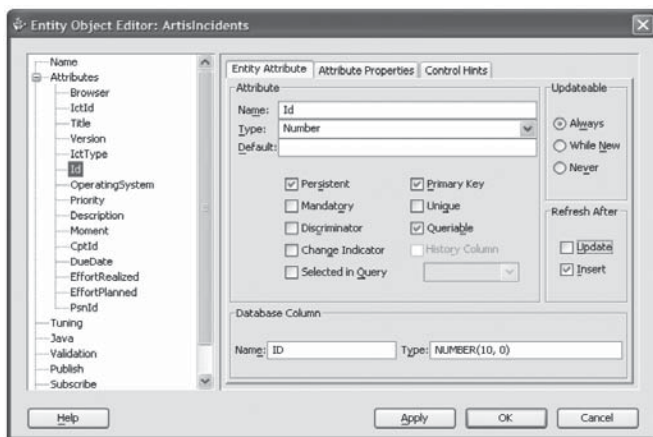 Entity Object Editor: ArtisIncidents
Name
Attributes
Browser
IctId
Title
Version
IctType
Id
OperatingSystem
Priority
Description
Moment
CptId
DueDate
EffortRealized
EffortPlanned
PsnId
Tuning
Java
Validation
Publish
Subscribe
Entity Attribute Attribute Properties Control Hints
Attribute
Name: Id
Type: Number
Default:
Persistent Primary Key
Mandatory Unique
Discriminator Queriable
Change Indicator History Column
Selected in Query
Updateable
Always
While New
Never
Refresh After
Update
Insert
Database Column
Name: ID Type: NUMBER(10, 0)
Help Apply OK Cancel